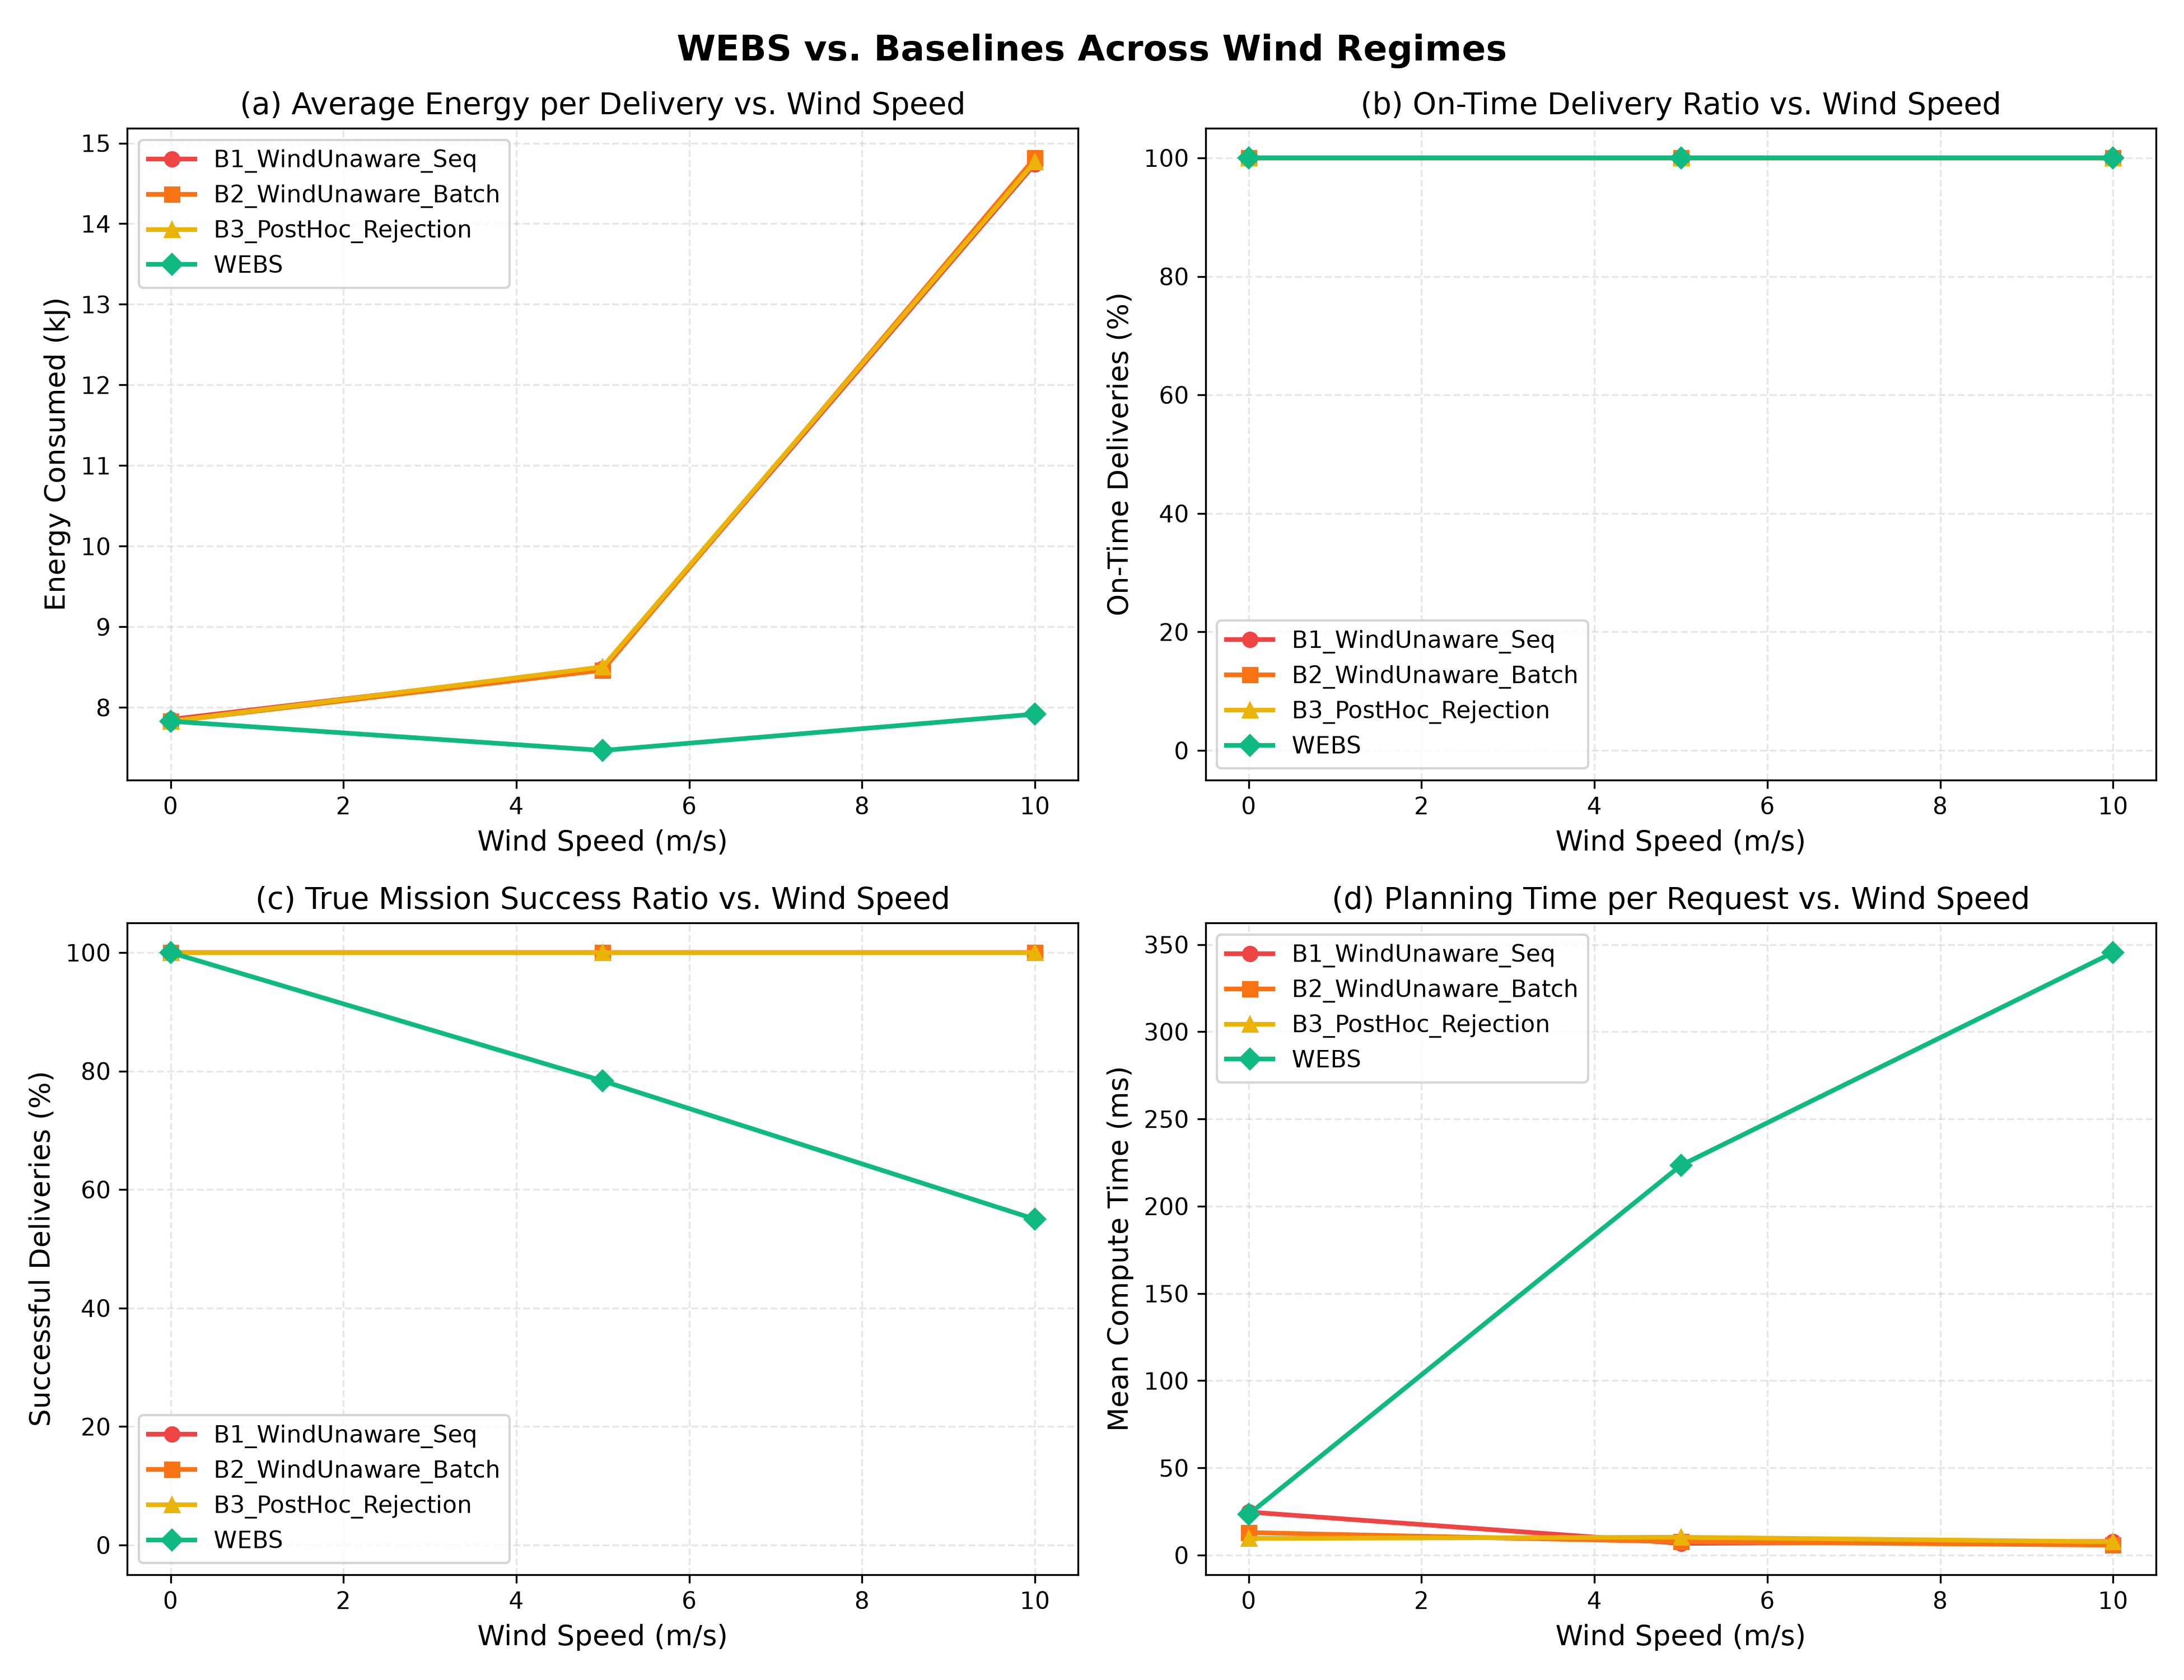 WEBS vs. Baselines Across Wind Regimes
(a) Average Energy per Delivery vs. Wind Speed
Energy Consumed (kJ)
15
14
13
12
11
10
9
8
B1_WindUnaware_Seq
B2_WindUnaware_Batch
B3_PostHoc_Rejection
WEBS
0 2 4 6 8 10
Wind Speed (m/s)
(b) On-Time Delivery Ratio vs. Wind Speed
On-Time Deliveries (%)
100
80
60
40
20
0
B1_WindUnaware_Seq
B2_WindUnaware_Batch
B3_PostHoc_Rejection
WEBS
0 2 4 6 8 10
Wind Speed (m/s)
(c) True Mission Success Ratio vs. Wind Speed
Successful Deliveries (%)
100
80
60
40
20
0
B1_WindUnaware_Seq
B2_WindUnaware_Batch
B3_PostHoc_Rejection
WEBS
0 2 4 6 8 10
Wind Speed (m/s)
(d) Planning Time per Request vs. Wind Speed
Mean Compute Time (ms)
350
300
250
200
150
100
50
0
B1_WindUnaware_Seq
B2_WindUnaware_Batch
B3_PostHoc_Rejection
WEBS
0 2 4 6 8 10
Wind Speed (m/s)